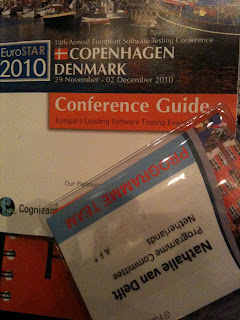 EuroSTAR
2010
18th Annual European Software Testing Conference
COPENHAGEN
DENMARK
29 November - 02 December 2010
Conference Guide
Europe's Leading Software Testing Event
Our Platinum
Cognizant
PROGRAMME TEAM
Nathalie van Delft
Programme Committee
Netherlands